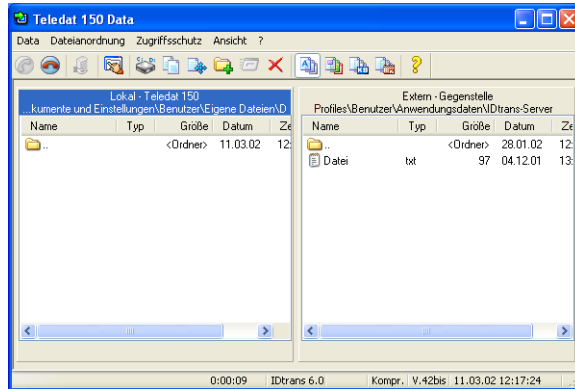 Teledat 150 Data
Data Dateianordnung Zugriffsschutz Ansicht ?
Lokal - Teledat 150
...kumente und Einstellungen\Benutzer\Eigene Dateien\D
Name Typ Größe Datum Ze
.. <Ordner> 11.03.02 12:
Extern - Gegenstelle
Profiles\Benutzer\Anwendungsdaten\IDtrans-Server
Name Typ Größe Datum Ze
.. <Ordner> 28.01.02 12:
Datei txt 97 04.12.01 13:
0:00:09 IDtrans 6.0 Kompr. V.42bis 11.03.02 12:17:24